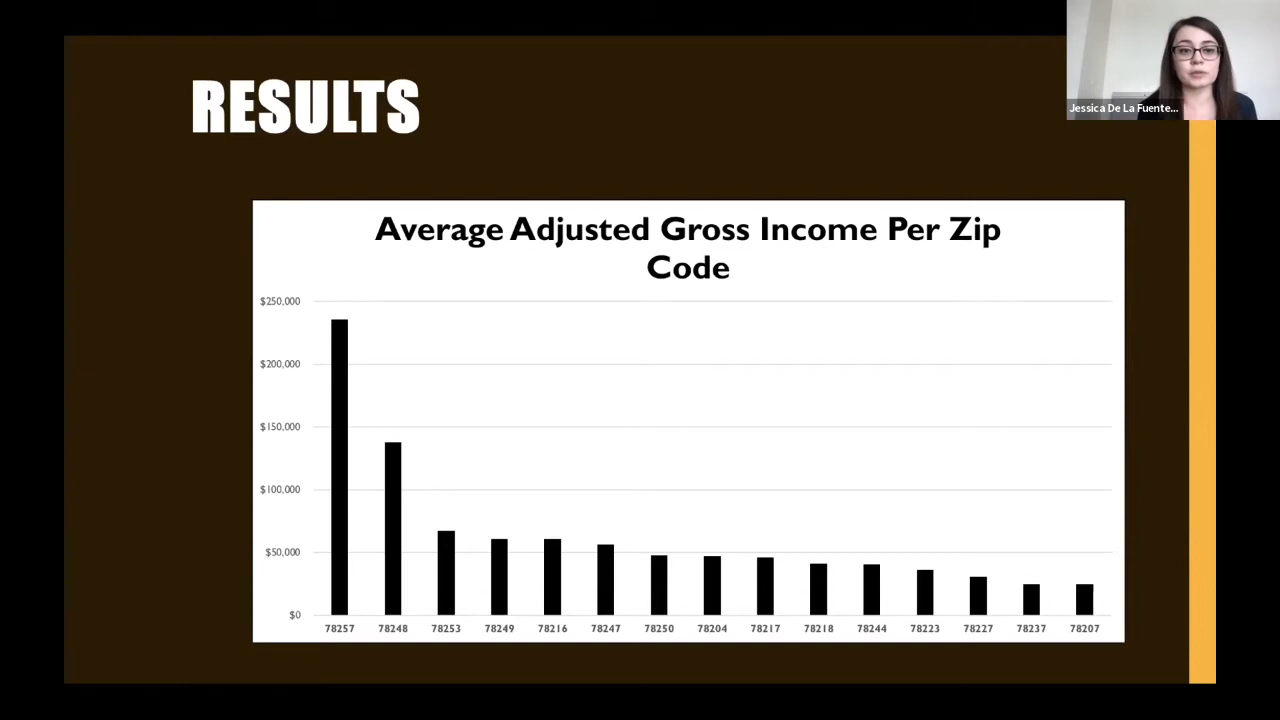 RESULTS
Jessica De La Fuente...
Average Adjusted Gross Income Per Zip
Code
$250,000
$200,000
$150,000
$100,000
$50,000
$0
78257 78248 78253 78249 78216 78247 78250 78204 78217 78218 78244 78223 78227 78237 78207